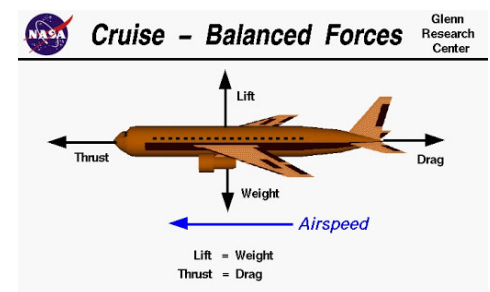 NASA
Cruise – Balanced Forces
Glenn
Research
Center
Lift
Thrust
Drag
Weight
Airspeed
Lift = Weight
Thrust = Drag